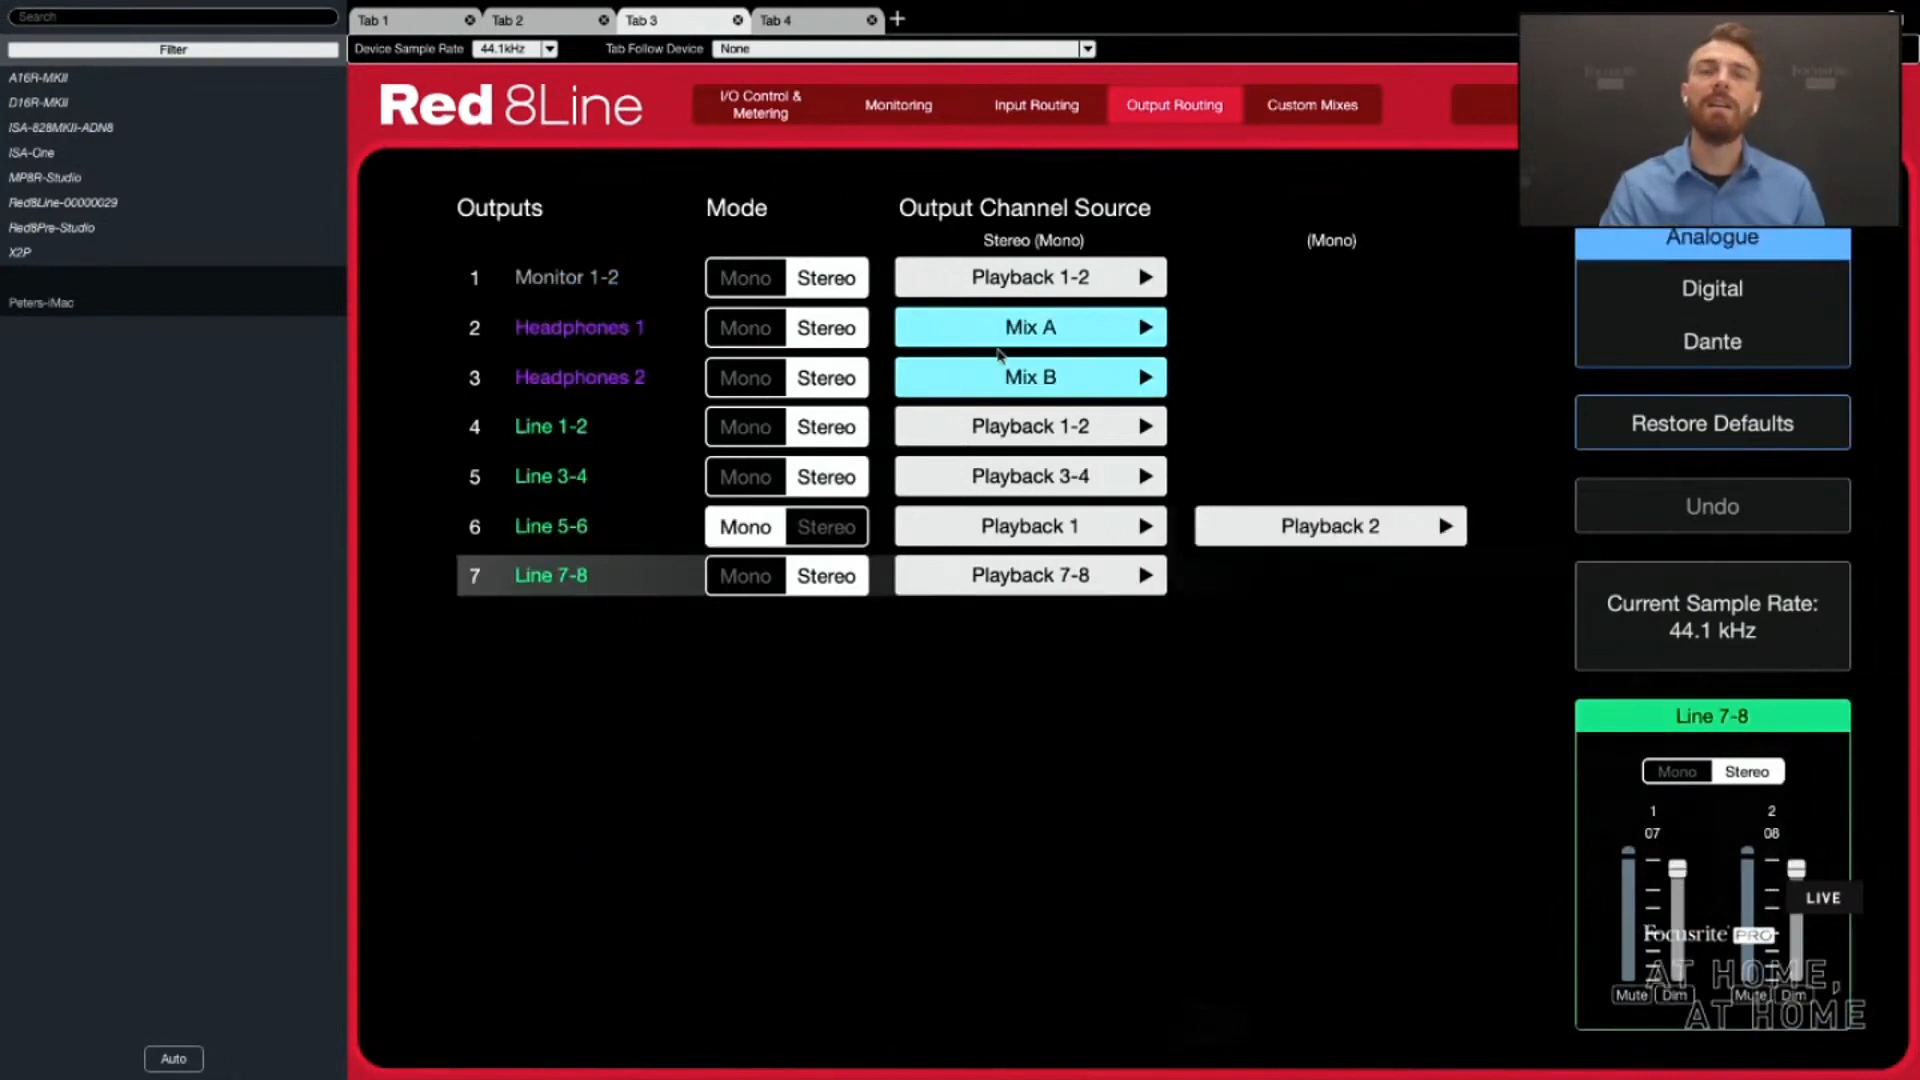 Search
Filter
A16R-MKII
D16R-MKII
ISA-828MKII-ADN8
ISA-One
MP8R-Studio
Red8Line-00000029
Red8Pre-Studio
X2P
Peters-iMac
Auto
Tab 1
Tab 2
Tab 3
Tab 4
Device Sample Rate 44.1kHz
Tab Follow Device None
Red 8Line
I/O Control & Metering
Monitoring
Input Routing
Output Routing
Custom Mixes
Outputs
Mode
Output Channel Source
Stereo (Mono)
(Mono)
1 Monitor 1-2 Mono Stereo Playback 1-2
2 Headphones 1 Mono Stereo Mix A
3 Headphones 2 Mono Stereo Mix B
4 Line 1-2 Mono Stereo Playback 1-2
5 Line 3-4 Mono Stereo Playback 3-4
6 Line 5-6 Mono Stereo Playback 1 Playback 2
7 Line 7-8 Mono Stereo Playback 7-8
Analogue
Digital
Dante
Restore Defaults
Undo
Current Sample Rate:
44.1 kHz
Line 7-8
Mono Stereo
1 2
07 08
LIVE
Focusrite PRO
AT HOME,
Mute Dim Mute Dim
AT HOME